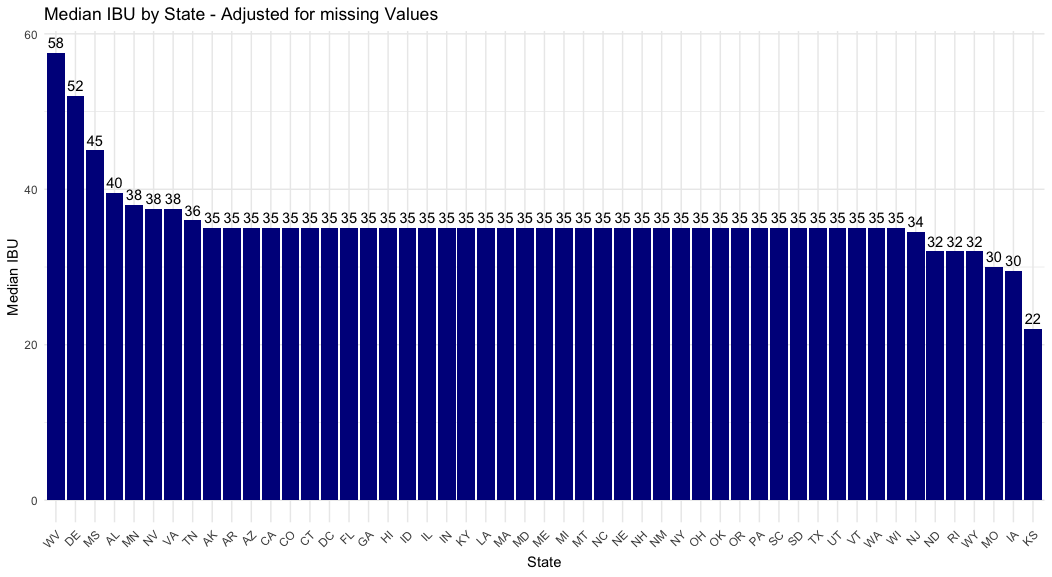 Median IBU by State - Adjusted for missing Values
60
58
52
45
40
40
38 38 38
36
35 35 35 35 35 35 35 35 35 35 35 35 35 35 35 35 35 35 35 35 35 35 35 35 35 35 35 35 35 35 35 35 35 35 35 35
34
32 32 32
30 30
22
20
0
Median IBU
WV DE MS AL MN NV VA TN AK AR AZ CA CO CT DC FL GA HI ID IL IN KY LA MA MD ME MI MT NC NE NH NM NY OH OK OR PA SC SD TX UT VT WA WI NJ ND RI WY MO IA KS
State